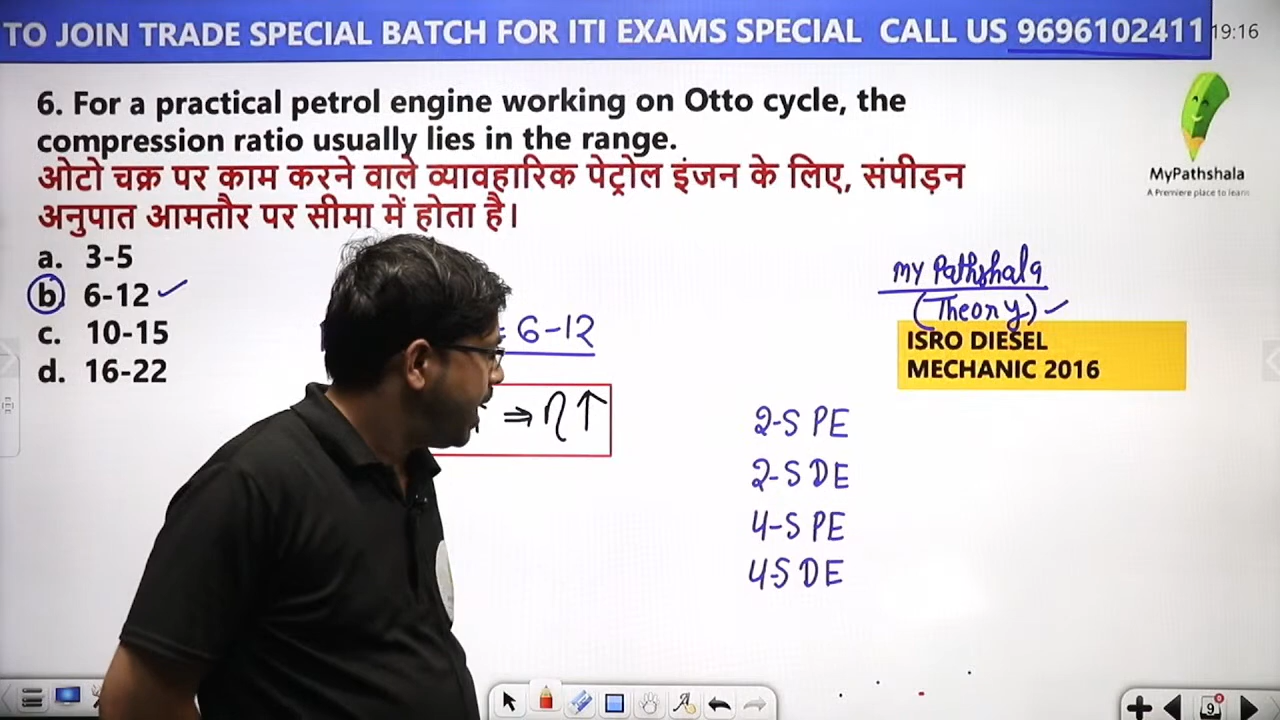 TO JOIN TRADE SPECIAL BATCH FOR ITI EXAMS SPECIAL CALL US 9696102411
19:16
6. For a practical petrol engine working on Otto cycle, the
compression ratio usually lies in the range.
ओटो चक्र पर काम करने वाले व्यावहारिक पेट्रोल इंजन के लिए, संपीड़न
अनुपात आमतौर पर सीमा में होता है।
a. 3-5
b. 6-12 ✓
c. 10-15
d. 16-22
= 6-12
⇒ η↑
MyPathshala
A Premiere place to learn
My Pathshala
(Theory) ✓
ISRO DIESEL
MECHANIC 2016
2-S PE
2-S DE
4-S PE
4-S DE
9